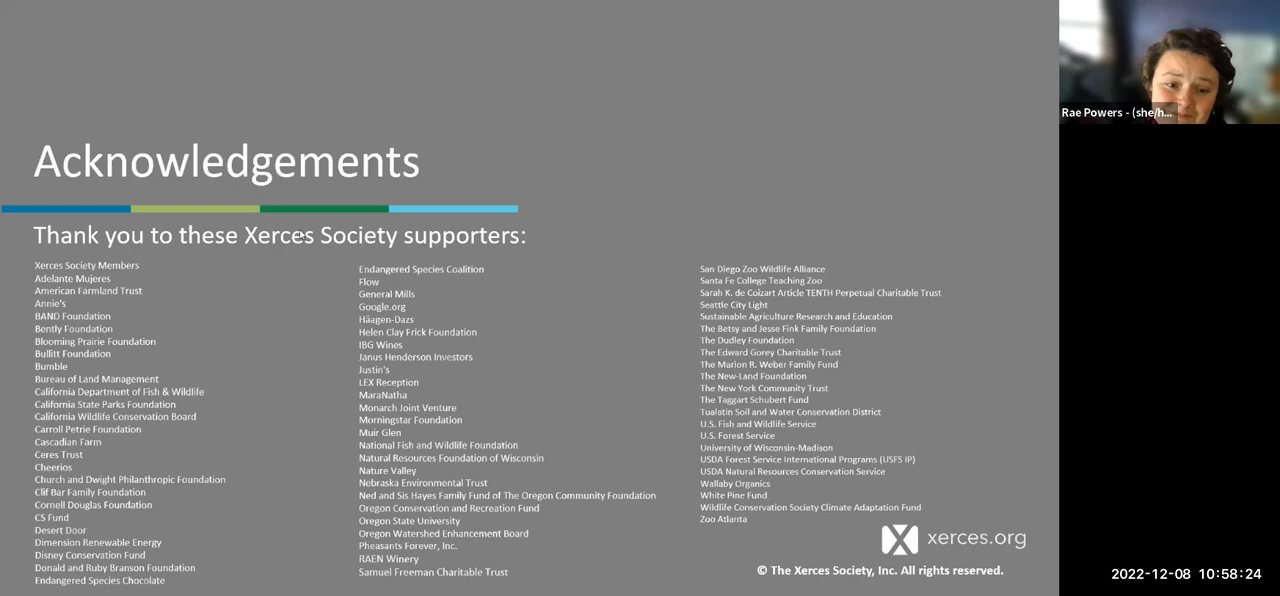 Acknowledgements
Thank you to these Xerces Society supporters:
Xerces Society Members
Adelante Mujeres
American Farmland Trust
Annie's
BAND Foundation
Bently Foundation
Blooming Prairie Foundation
Bullitt Foundation
Bumble
Bureau of Land Management
California Department of Fish & Wildlife
California State Parks Foundation
California Wildlife Conservation Board
Carroll Petrie Foundation
Cascadian Farm
Ceres Trust
Cheerios
Church and Dwight Philanthropic Foundation
Clif Bar Family Foundation
Cornell Douglas Foundation
CS Fund
Desert Door
Dimension Renewable Energy
Disney Conservation Fund
Donald and Ruby Branson Foundation
Endangered Species Chocolate
Endangered Species Coalition
Flow
General Mills
Google.org
Häagen-Dazs
Helen Clay Frick Foundation
IBG Wines
Janus Henderson Investors
Justin's
LEX Reception
MaraNatha
Monarch Joint Venture
Morningstar Foundation
Muir Glen
National Fish and Wildlife Foundation
Natural Resources Foundation of Wisconsin
Nature Valley
Nebraska Environmental Trust
Ned and Sis Hayes Family Fund of The Oregon Community Foundation
Oregon Conservation and Recreation Fund
Oregon State University
Oregon Watershed Enhancement Board
Pheasants Forever, Inc.
RAEN Winery
Samuel Freeman Charitable Trust
San Diego Zoo Wildlife Alliance
Santa Fe College Teaching Zoo
Sarah K. de Coizart Article TENTH Perpetual Charitable Trust
Seattle City Light
Sustainable Agriculture Research and Education
The Betsy and Jesse Fink Family Foundation
The Dudley Foundation
The Edward Gorey Charitable Trust
The Marion R. Weber Family Fund
The New-Land Foundation
The New York Community Trust
The Taggart Schubert Fund
Tualatin Soil and Water Conservation District
U.S. Fish and Wildlife Service
U.S. Forest Service
University of Wisconsin-Madison
USDA Forest Service International Programs (USFS IP)
USDA Natural Resources Conservation Service
Wallaby Organics
White Pine Fund
Wildlife Conservation Society Climate Adaptation Fund
Zoo Atlanta
xerces.org
© The Xerces Society, Inc. All rights reserved.
Rae Powers - (she/h...
2022-12-08 10:58:24